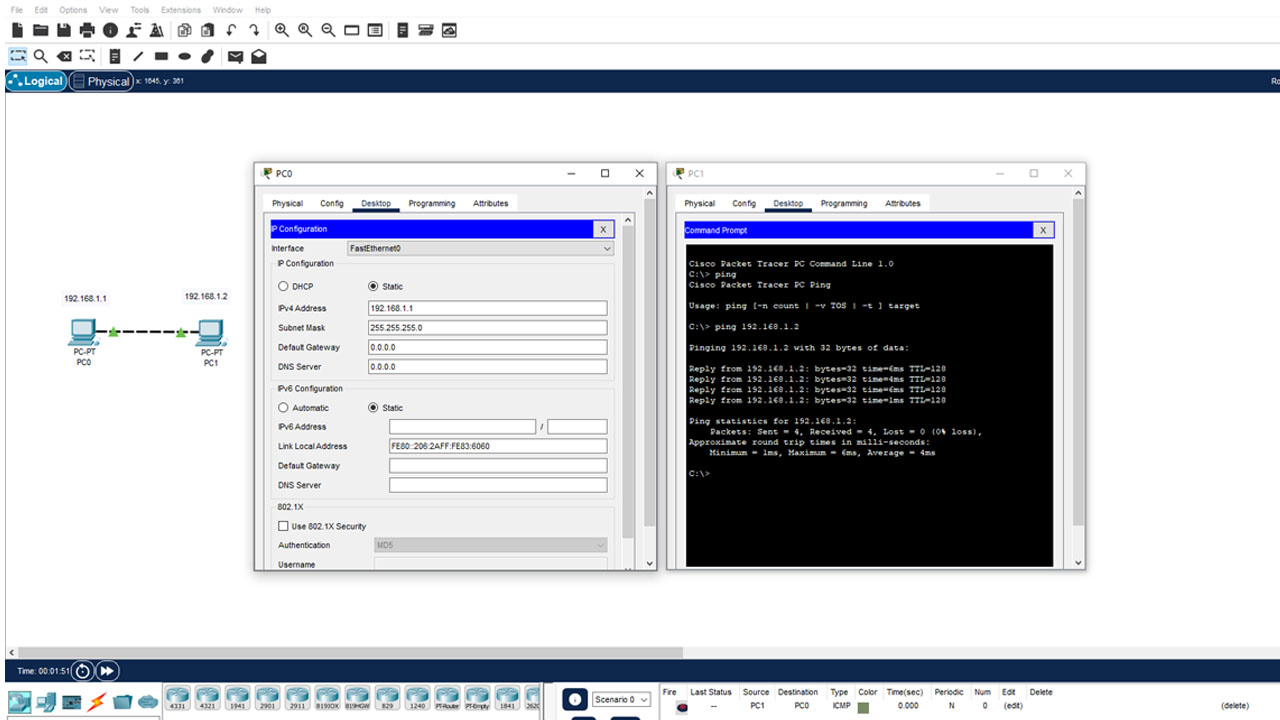 File Edit Options View Tools Extensions Window Help
Logical Physical x: 1645, y: 361
Ro
PC0
Physical Config Desktop Programming Attributes
IP Configuration X
Interface FastEthernet0
IP Configuration
DHCP Static
IPv4 Address 192.168.1.1
Subnet Mask 255.255.255.0
Default Gateway 0.0.0.0
DNS Server 0.0.0.0
IPv6 Configuration
Automatic Static
IPv6 Address /
Link Local Address FE80::206:2AFF:FE83:6060
Default Gateway
DNS Server
802.1X
Use 802.1X Security
Authentication MD5
Username
PC1
Physical Config Desktop Programming Attributes
Command Prompt X
Cisco Packet Tracer PC Command Line 1.0
C:\> ping
Cisco Packet Tracer PC Ping
Usage: ping [-n count | -v TOS | -t ] target
C:\> ping 192.168.1.2
Pinging 192.168.1.2 with 32 bytes of data:
Reply from 192.168.1.2: bytes=32 time=6ms TTL=128
Reply from 192.168.1.2: bytes=32 time=4ms TTL=128
Reply from 192.168.1.2: bytes=32 time=6ms TTL=128
Reply from 192.168.1.2: bytes=32 time=1ms TTL=128
Ping statistics for 192.168.1.2:
Packets: Sent = 4, Received = 4, Lost = 0 (0% loss),
Approximate round trip times in milli-seconds:
Minimum = 1ms, Maximum = 6ms, Average = 4ms
C:\>
192.168.1.1 192.168.1.2
PC-PT PC-PT
PC0 PC1
Time: 00:01:51
4331 4321 1941 2901 2911 819IOX 819HGW 829 1240 PT-Router PT-Empty 1841 2620
Scenario 0
Fire Last Status Source Destination Type Color Time(sec) Periodic Num Edit Delete
-- PC1 PC0 ICMP 0.000 N 0 (edit) (delete)